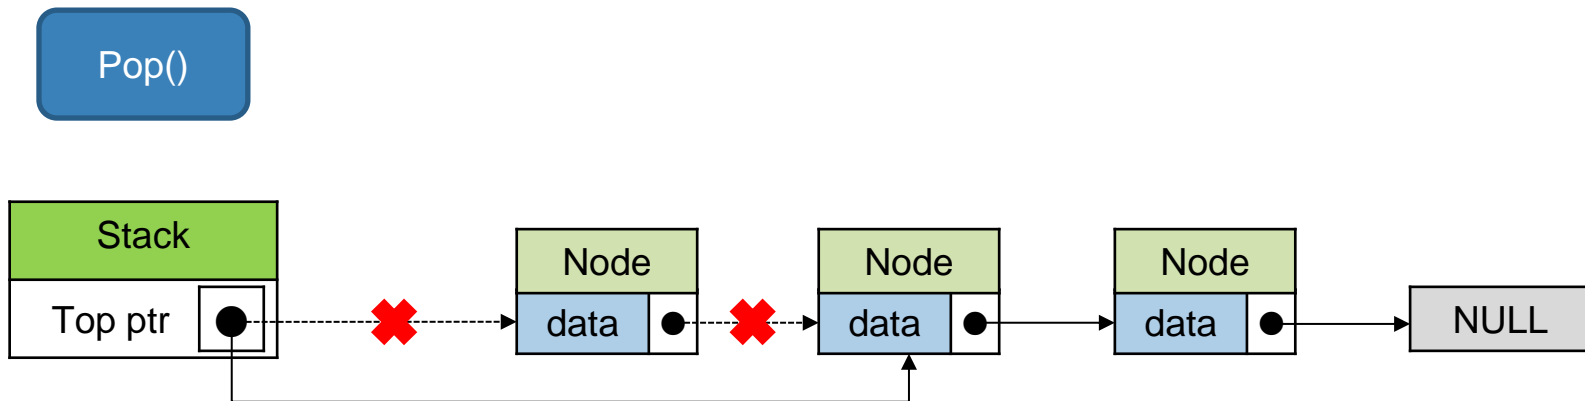 Pop()
Stack
Top ptr
Node
data
Node
data
Node
data
NULL